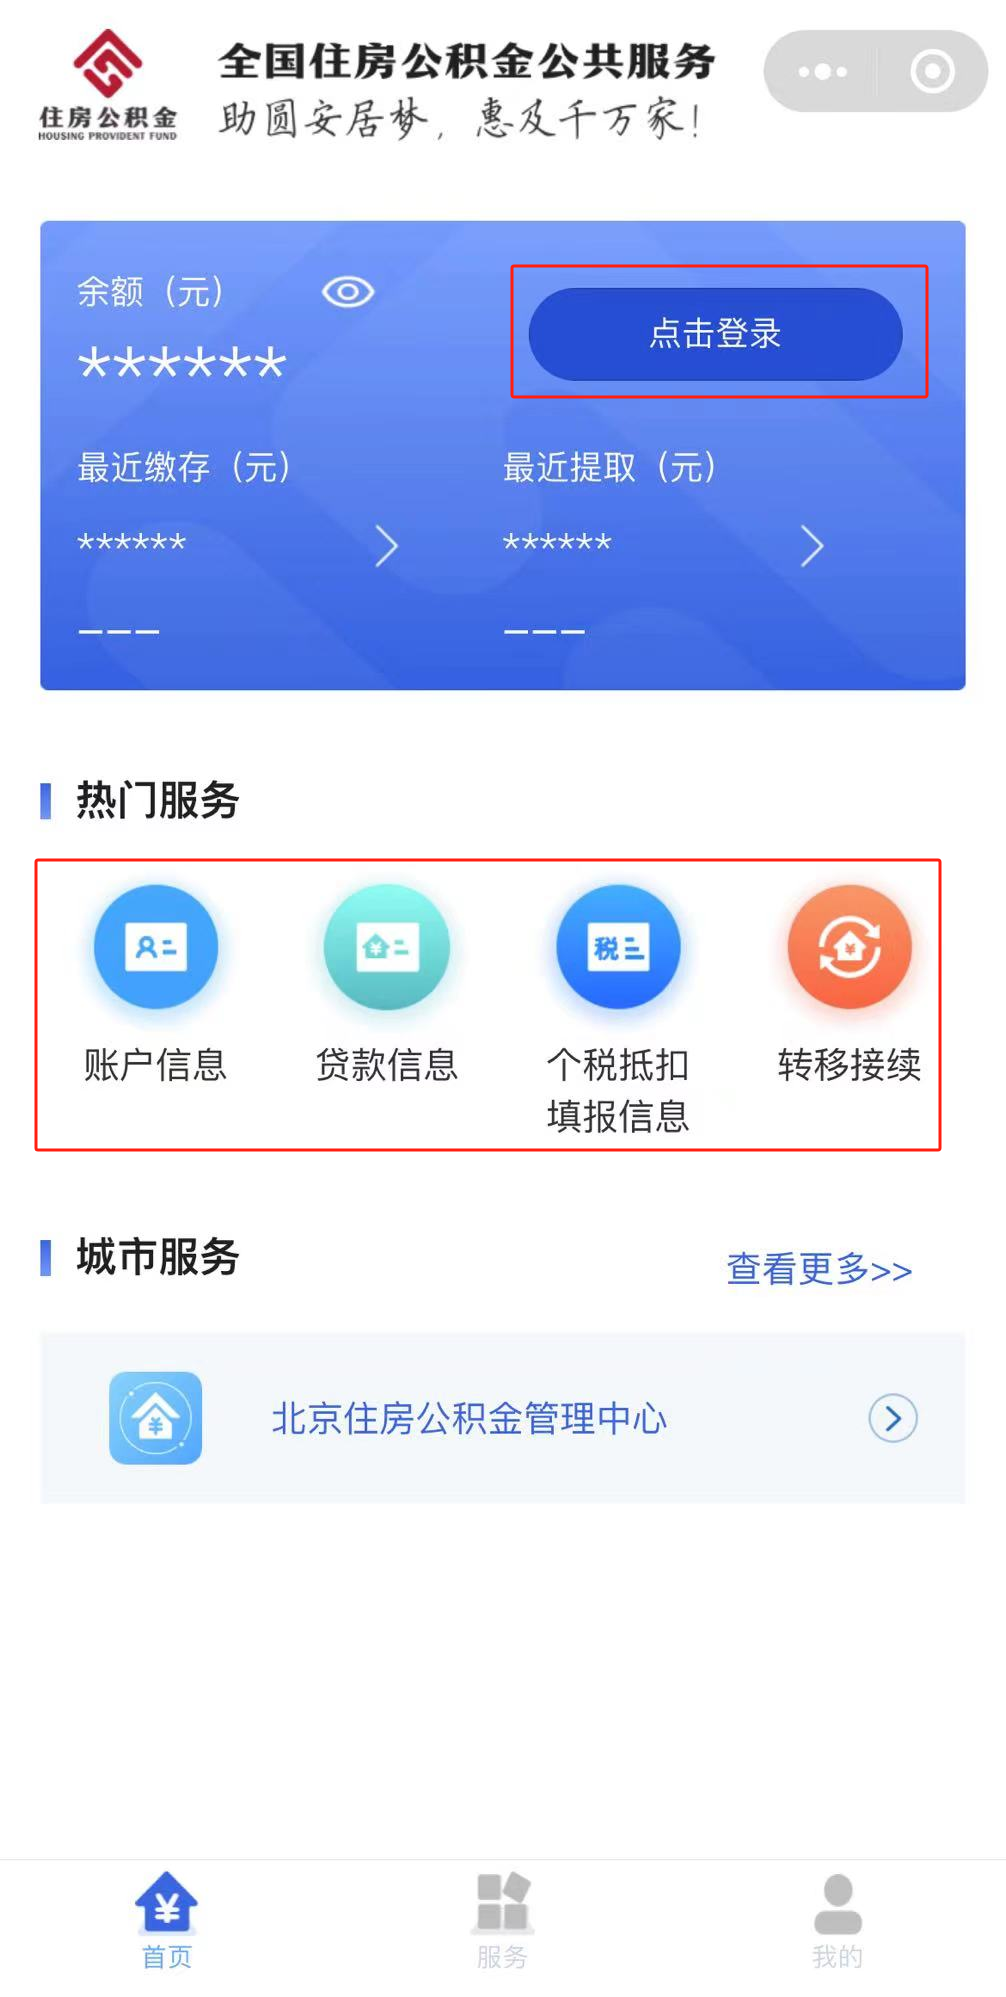 住房公积金
HOUSING PROVIDENT FUND
全国住房公积金公共服务
助圆安居梦，惠及千万家！
余额（元）
******
点击登录
最近缴存（元）
最近提取（元）
******
******
---
---
热门服务
税
账户信息
贷款信息
个税抵扣
填报信息
转移接续
城市服务
查看更多>>
北京住房公积金管理中心
首页
服务
我的